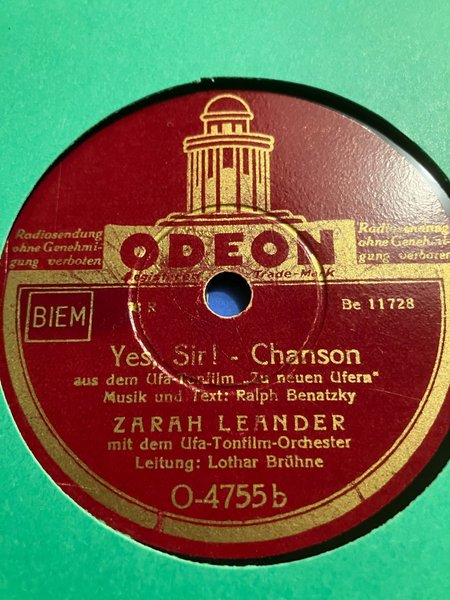 Radiosendung
ohne Genehmi-
gung verboten
ODEON
Trade-Mark
Radiosendung
ohne Genehmi-
gung verboten
BIEM
R
Be 11728
Yes, Sir! - Chanson
aus dem Ufa-Tonfilm „Zu neuen Ufern"
Musik und Text: Ralph Benatzky
ZARAH LEANDER
mit dem Ufa-Tonfilm-Orchester
Leitung: Lothar Brühne
O-4755b